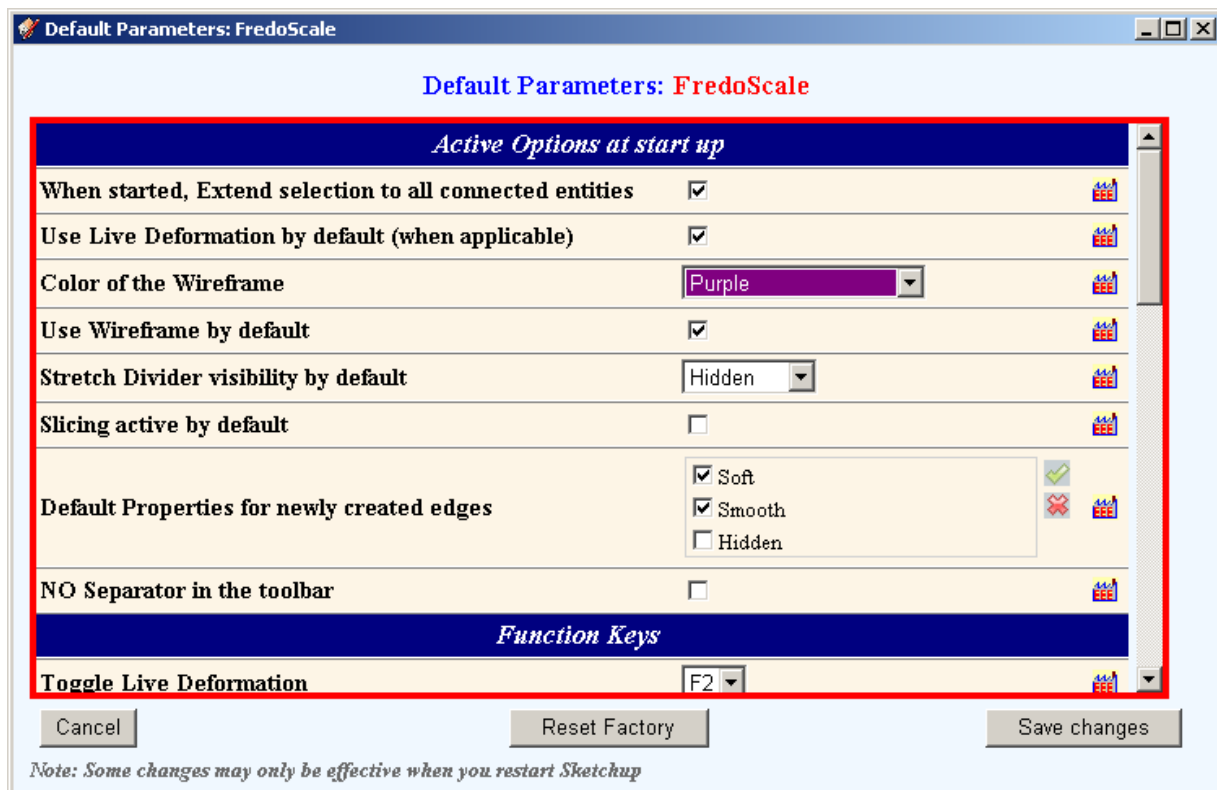 Default Parameters: FredoScale
Default Parameters: FredoScale
Active Options at start up
When started, Extend selection to all connected entities
Use Live Deformation by default (when applicable)
Color of the Wireframe Purple
Use Wireframe by default
Stretch Divider visibility by default Hidden
Slicing active by default
Soft
Default Properties for newly created edges Smooth
Hidden
NO Separator in the toolbar
Function Keys
Toggle Live Deformation F2
Cancel Reset Factory Save changes
Note: Some changes may only be effective when you restart Sketchup